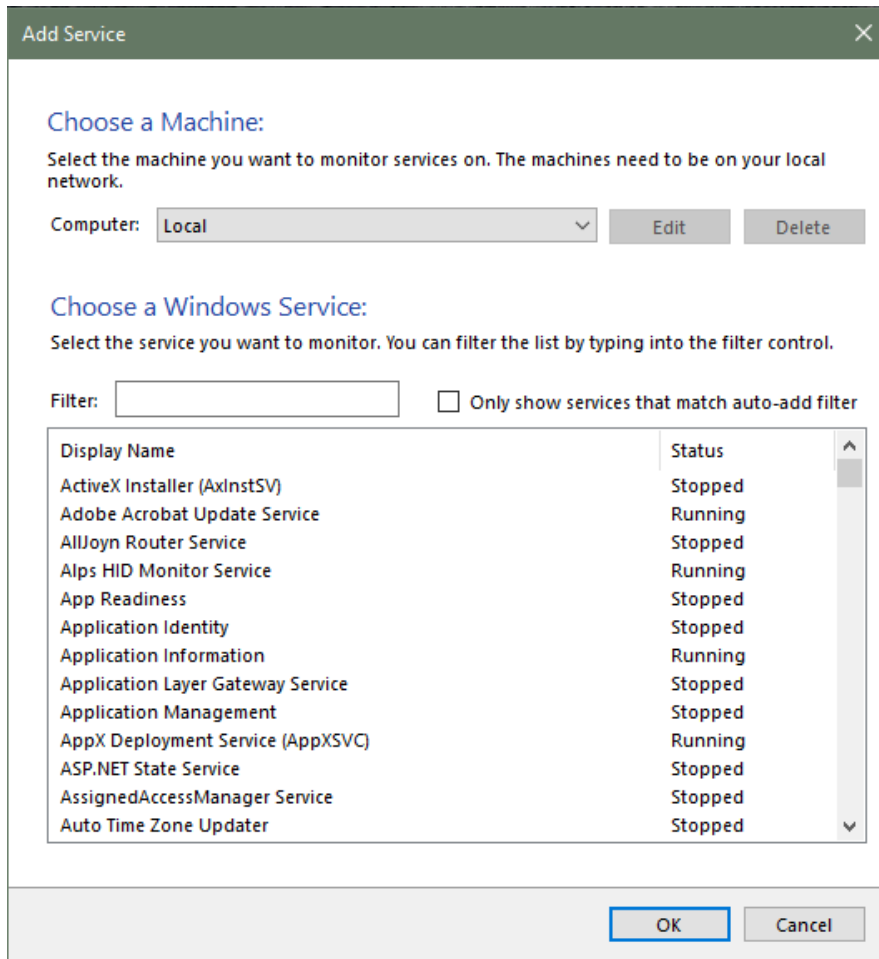 Add Service
Choose a Machine:
Select the machine you want to monitor services on. The machines need to be on your local
network.
Computer: Local Edit Delete
Choose a Windows Service:
Select the service you want to monitor. You can filter the list by typing into the filter control.
Filter: Only show services that match auto-add filter
Display Name Status
ActiveX Installer (AxInstSV) Stopped
Adobe Acrobat Update Service Running
AllJoyn Router Service Stopped
Alps HID Monitor Service Running
App Readiness Stopped
Application Identity Stopped
Application Information Running
Application Layer Gateway Service Stopped
Application Management Stopped
AppX Deployment Service (AppXSVC) Running
ASP.NET State Service Stopped
AssignedAccessManager Service Stopped
Auto Time Zone Updater Stopped
OK Cancel